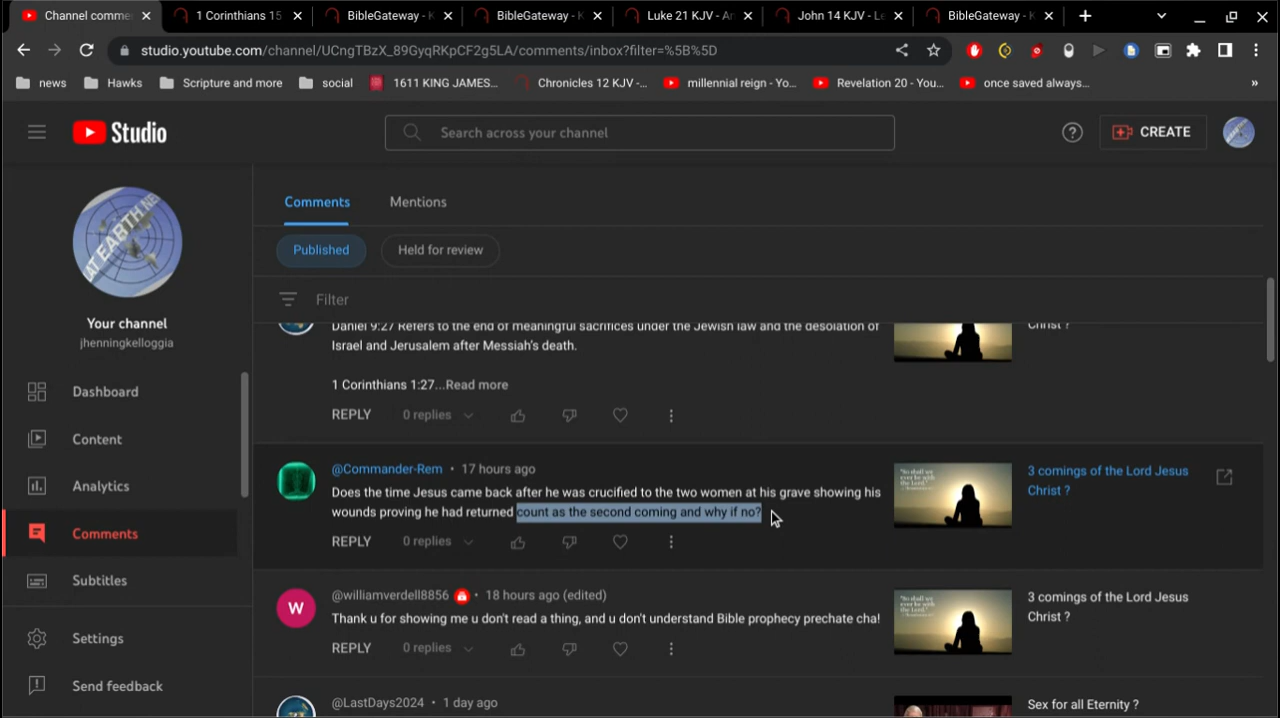 Channel comme
1 Corinthians 15
BibleGateway - K
BibleGateway - K
Luke 21 KJV - An
John 14 KJV - Le
BibleGateway - K
studio.youtube.com/channel/UCngTBzX_89GyqRKpCF2g5LA/comments/inbox?filter=%5B%5D
news
Hawks
Scripture and more
social
1611 KING JAMES...
Chronicles 12 KJV -...
millennial reign - Yo...
Revelation 20 - You...
once saved always...
»
Studio
Search across your channel
CREATE
Comments
Mentions
Published
Held for review
Filter
AT EARTH NE
Your channel
jhenningkelloggia
Dashboard
Content
Analytics
Comments
Subtitles
Settings
Send feedback
Daniel 9:27 Refers to the end of meaningful sacrifices under the Jewish law and the desolation of
Israel and Jerusalem after Messiah's death.
1 Corinthians 1:27...Read more
REPLY 0 replies
Christ ?
@Commander-Rem • 17 hours ago
Does the time Jesus came back after he was crucified to the two women at his grave showing his
wounds proving he had returned count as the second coming and why if no?
REPLY 0 replies
3 comings of the Lord Jesus
Christ ?
W
@williamverdell8856 • 18 hours ago (edited)
Thank u for showing me u don't read a thing, and u don't understand Bible prophecy prechate cha!
REPLY 0 replies
3 comings of the Lord Jesus
Christ ?
@LastDays2024 • 1 day ago
Sex for all Eternity ?